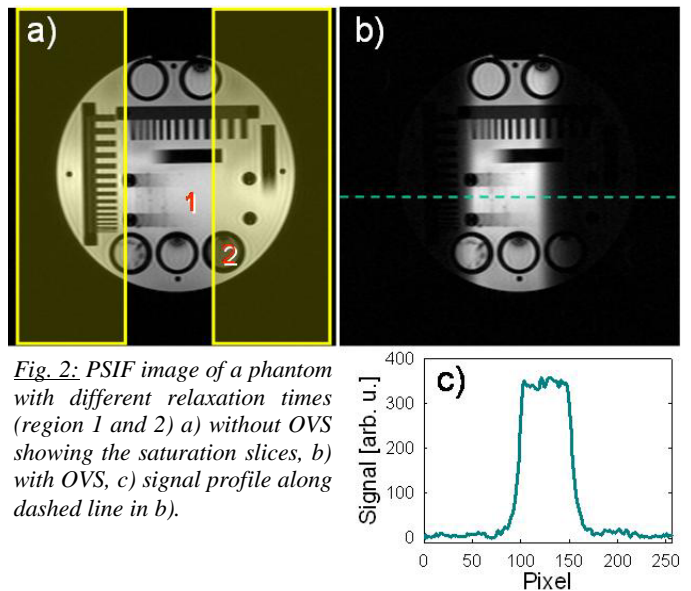 a)
b)
1
2
Fig. 2: PSIF image of a phantom
with different relaxation times
(region 1 and 2) a) without OVS
showing the saturation slices, b)
with OVS, c) signal profile along
dashed line in b).
c)
Signal [arb. u.]
400
300
200
100
0
0 50 100 150 200 250
Pixel